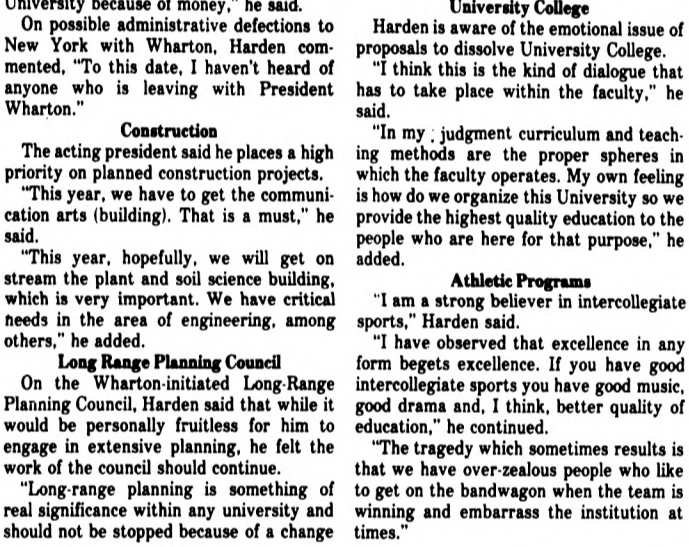 University because of money," he said.
On possible administrative defections to
New York with Wharton, Harden com-
mented, "To this date, I haven't heard of
anyone who is leaving with President
Wharton."
Construction
The acting president said he places a high
priority on planned construction projects.
"This year, we have to get the communi-
cation arts (building). That is a must," he
said.
"This year, hopefully, we will get on
stream the plant and soil science building,
which is very important. We have critical
needs in the area of engineering, among
others," he added.
Long Range Planning Council
On the Wharton-initiated Long-Range
Planning Council, Harden said that while it
would be personally fruitless for him to
engage in extensive planning, he felt the
work of the council should continue.
"Long-range planning is something of
real significance within any university and
should not be stopped because of a change
University College
Harden is aware of the emotional issue of
proposals to dissolve University College.
"I think this is the kind of dialogue that
has to take place within the faculty," he
said.
"In my : judgment curriculum and teach-
ing methods are the proper spheres in
which the faculty operates. My own feeling
is how do we organize this University so we
provide the highest quality education to the
people who are here for that purpose," he
added.
Athletic Programs
"I am a strong believer in intercollegiate
sports," Harden said.
"I have observed that excellence in any
form begets excellence. If you have good
intercollegiate sports you have good music,
good drama and, I think, better quality of
education," he continued.
"The tragedy which sometimes results is
that we have over-zealous people who like
to get on the bandwagon when the team is
winning and embarrass the institution at
times."